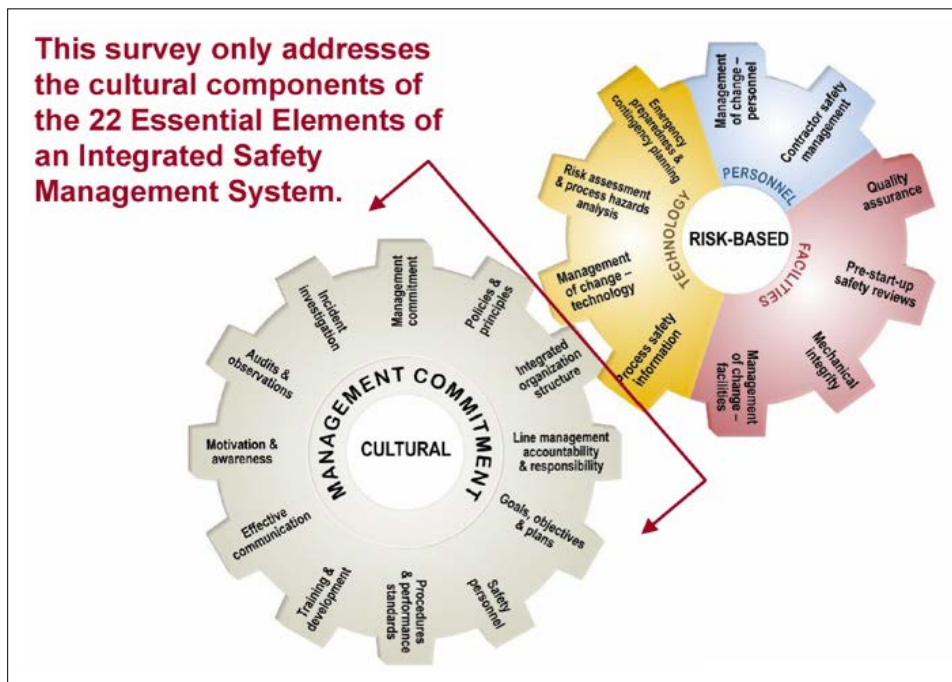 This survey only addresses
the cultural components of
the 22 Essential Elements of
an Integrated Safety
Management System.
Emergency
preparedness &
contingency planning
Management
of change –
personnel
Contractor safety
management
Risk assessment
& process hazards
analysis
PERSONNEL
Quality
assurance
TECHNOLOGY
RISK-BASED
FACILITIES
Management
of change –
technology
Pre-start-up
safety reviews
Process safety
information
Management
of change –
facilities
Mechanical
integrity
Management
commitment
Policies &
principles
Incident
investigation
Integrated
organization
structure
Audits &
observations
MANAGEMENT COMMITMENT
CULTURAL
Motivation &
awareness
Line management
accountability
& responsibility
Effective
communication
Goals, objectives
& plans
Training &
development
Procedures
& performance
standards
Safety
personnel